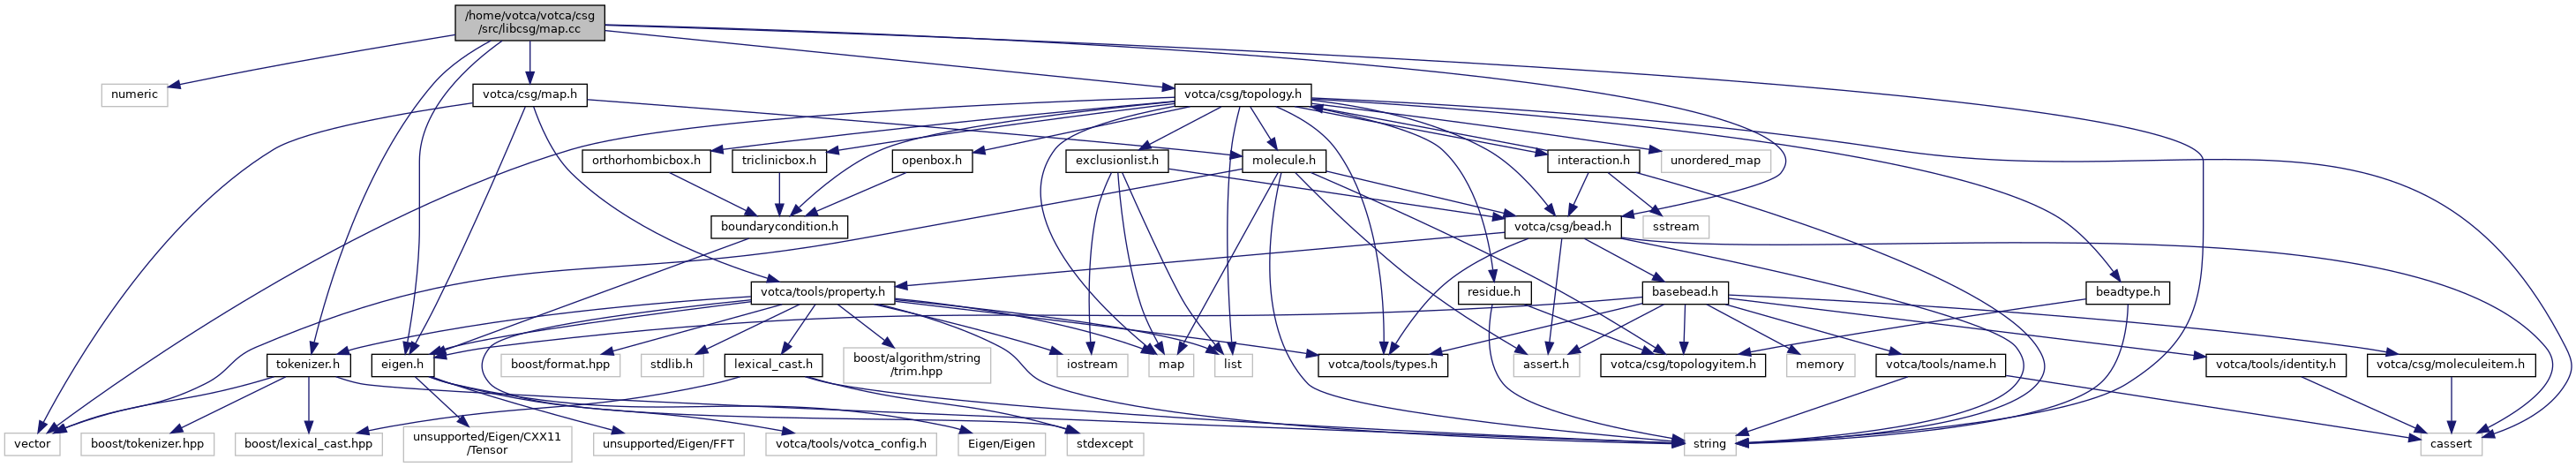 /home/votca/votca/csg
/src/libcsg/map.cc
numeric
votca/csg/map.h
votca/csg/topology.h
orthorhombicbox.h
triclinicbox.h
openbox.h
exclusionlist.h
molecule.h
interaction.h
unordered_map
boundarycondition.h
votca/csg/bead.h
sstream
votca/tools/property.h
residue.h
basebead.h
beadtype.h
tokenizer.h
eigen.h
boost/format.hpp
stdlib.h
lexical_cast.h
boost/algorithm/string
/trim.hpp
iostream
map
list
votca/tools/types.h
assert.h
votca/csg/topologyitem.h
memory
votca/tools/name.h
votca/tools/identity.h
votca/csg/moleculeitem.h
vector
boost/tokenizer.hpp
boost/lexical_cast.hpp
unsupported/Eigen/CXX11
/Tensor
unsupported/Eigen/FFT
votca/tools/votca_config.h
Eigen/Eigen
stdexcept
string
cassert